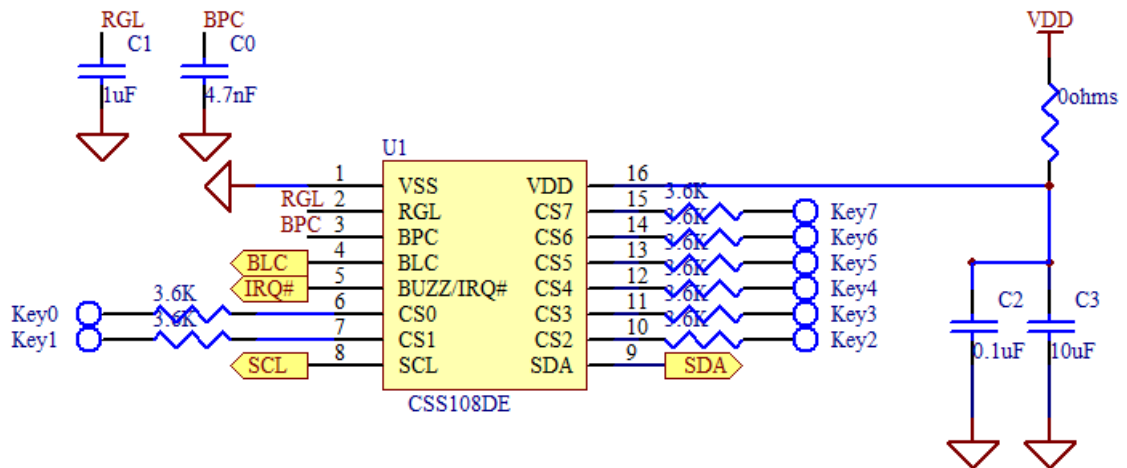 RGL BPC VDD
C1 C0
1uF 4.7nF 0ohms
U1
1 VSS VDD 16
RGL 2 RGL CS7 15 3.6K Key7
BPC 3 BPC CS6 14 3.6K Key6
BLC 4 BLC CS5 13 3.6K Key5
IRQ# 5 BUZZ/IRQ# CS4 12 3.6K Key4
Key0 3.6K 6 CS0 CS3 11 3.6K Key3
Key1 3.6K 7 CS1 CS2 10 3.6K Key2
SCL 8 SCL SDA 9 SDA
C2 C3
0.1uF 10uF
CSS108DE